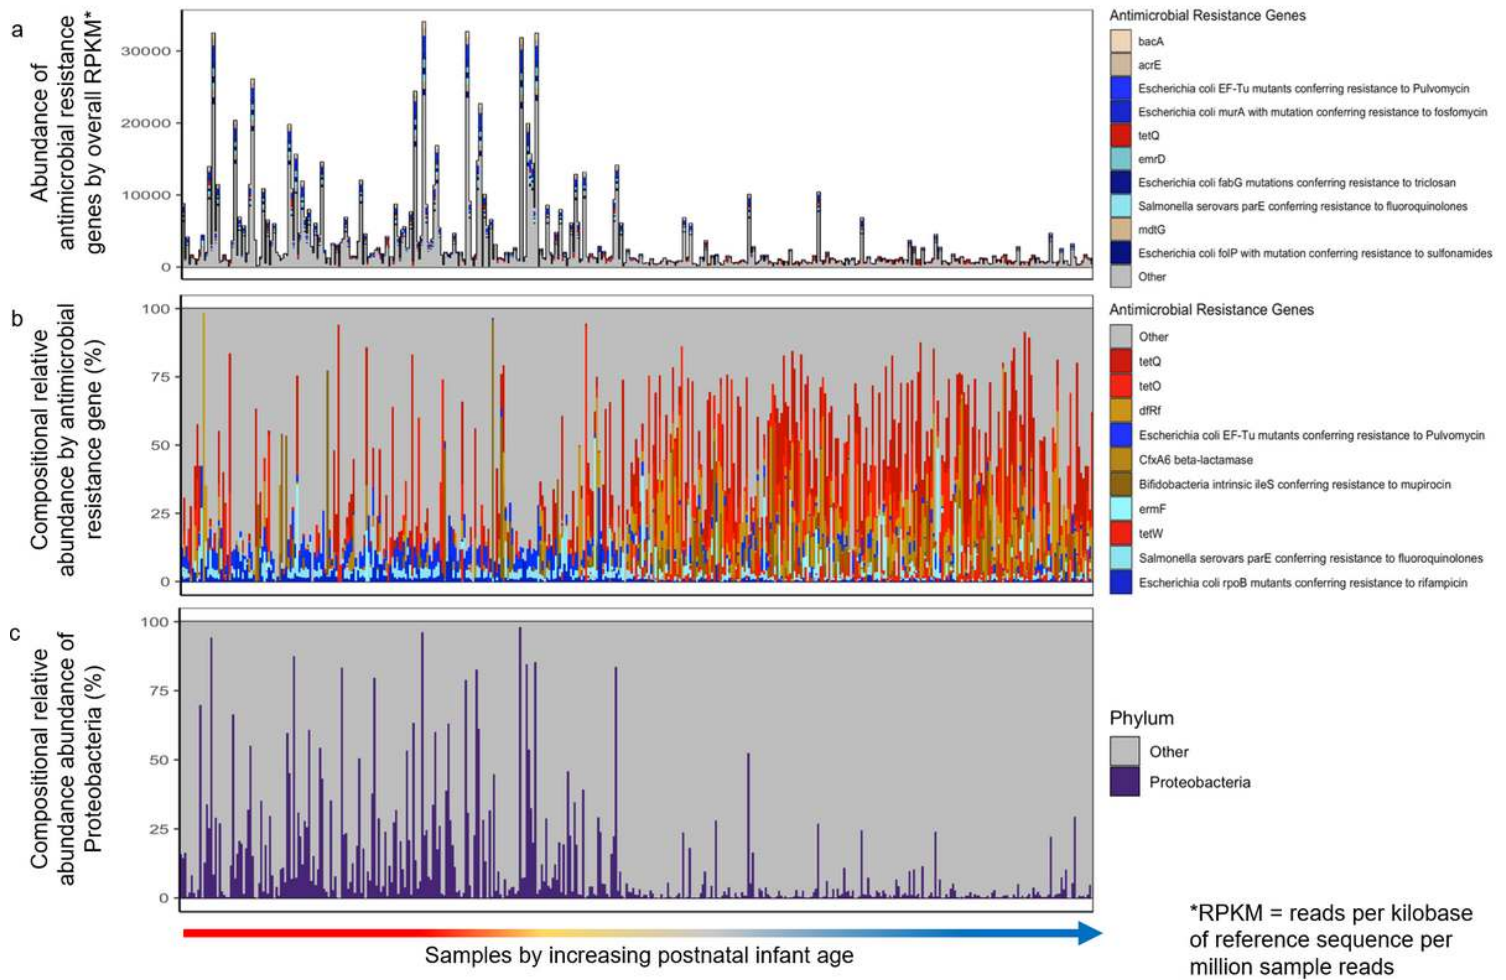 a
Abundance of
antimicrobial resistance
genes by overall RPKM*
30000
20000
10000
0
Antimicrobial Resistance Genes
bacA
acrE
Escherichia coli EF-Tu mutants conferring resistance to Pulvomycin
Escherichia coli murA with mutation conferring resistance to fosfomycin
tetQ
emrD
Escherichia coli fabG mutations conferring resistance to triclosan
Salmonella serovars parE conferring resistance to fluoroquinolones
mdtG
Escherichia coli folP with mutation conferring resistance to sulfonamides
Other
b
Compositional relative
abundance by antimicrobial
resistance gene (%)
100
75
50
25
0
Antimicrobial Resistance Genes
Other
tetQ
tetO
dfRf
Escherichia coli EF-Tu mutants conferring resistance to Pulvomycin
CfxA6 beta-lactamase
Bifidobacteria intrinsic ileS conferring resistance to mupirocin
ermF
tetW
Salmonella serovars parE conferring resistance to fluoroquinolones
Escherichia coli rpoB mutants conferring resistance to rifampicin
c
Compositional relative
abundance abundance of
Proteobacteria (%)
100
75
50
25
0
Phylum
Other
Proteobacteria
Samples by increasing postnatal infant age
*RPKM = reads per kilobase
of reference sequence per
million sample reads